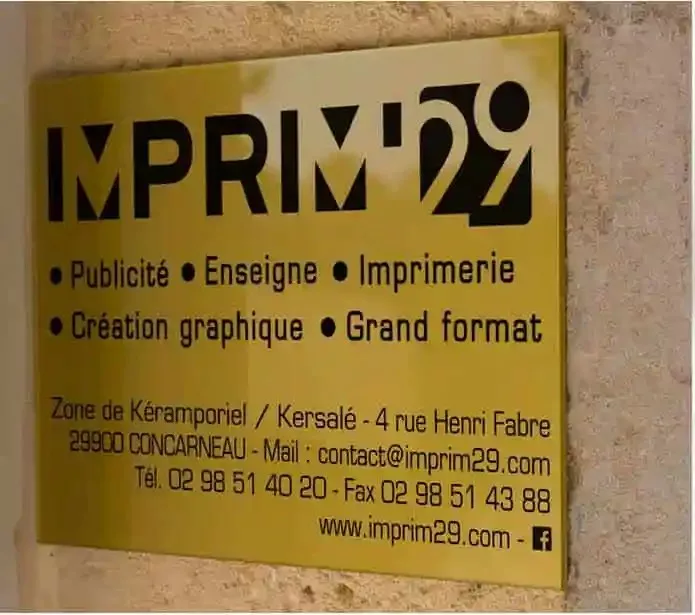 IMPRIM'29
• Publicité • Enseigne • Imprimerie
• Création graphique • Grand format
Zone de Kéramporiel / Kersalé - 4 rue Henri Fabre
29900 CONCARNEAU - Mail : contact@imprim29.com
Tél. 02 98 51 40 20 - Fax 02 98 51 43 88
www.imprim29.com - f